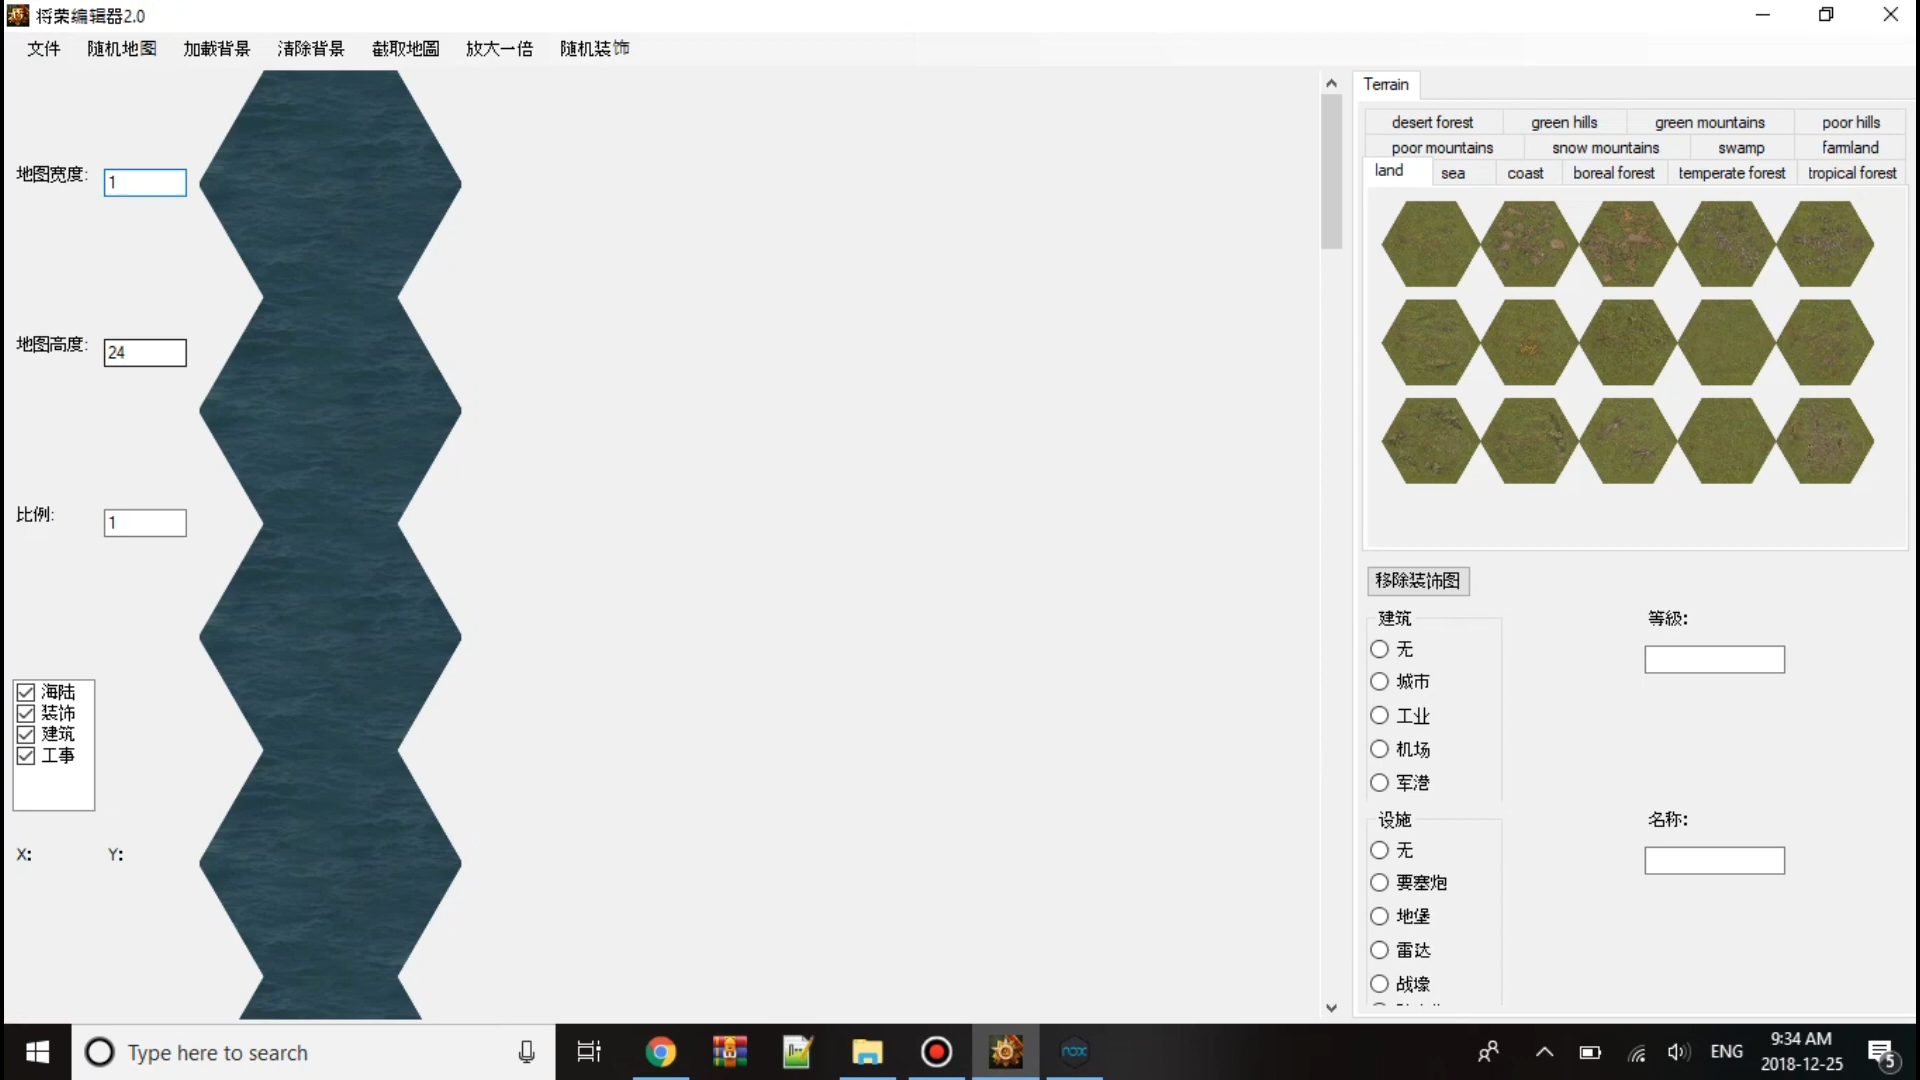 将荣编辑器2.0
文件 随机地图 加載背景 清除背景 截取地圖 放大一倍 随机装饰
地图宽度: 1
地图高度: 24
比例: 1
海陆
装饰
建筑
工事
X: Y:
Terrain
desert forest green hills green mountains poor hills
poor mountains snow mountains swamp farmland
land sea coast boreal forest temperate forest tropical forest
移除装饰图
建筑
无
城市
工业
机场
军港
等級:
设施
无
要塞炮
地堡
雷达
战壕
名称:
Type here to search
nox
ENG
9:34 AM
2018-12-25
5